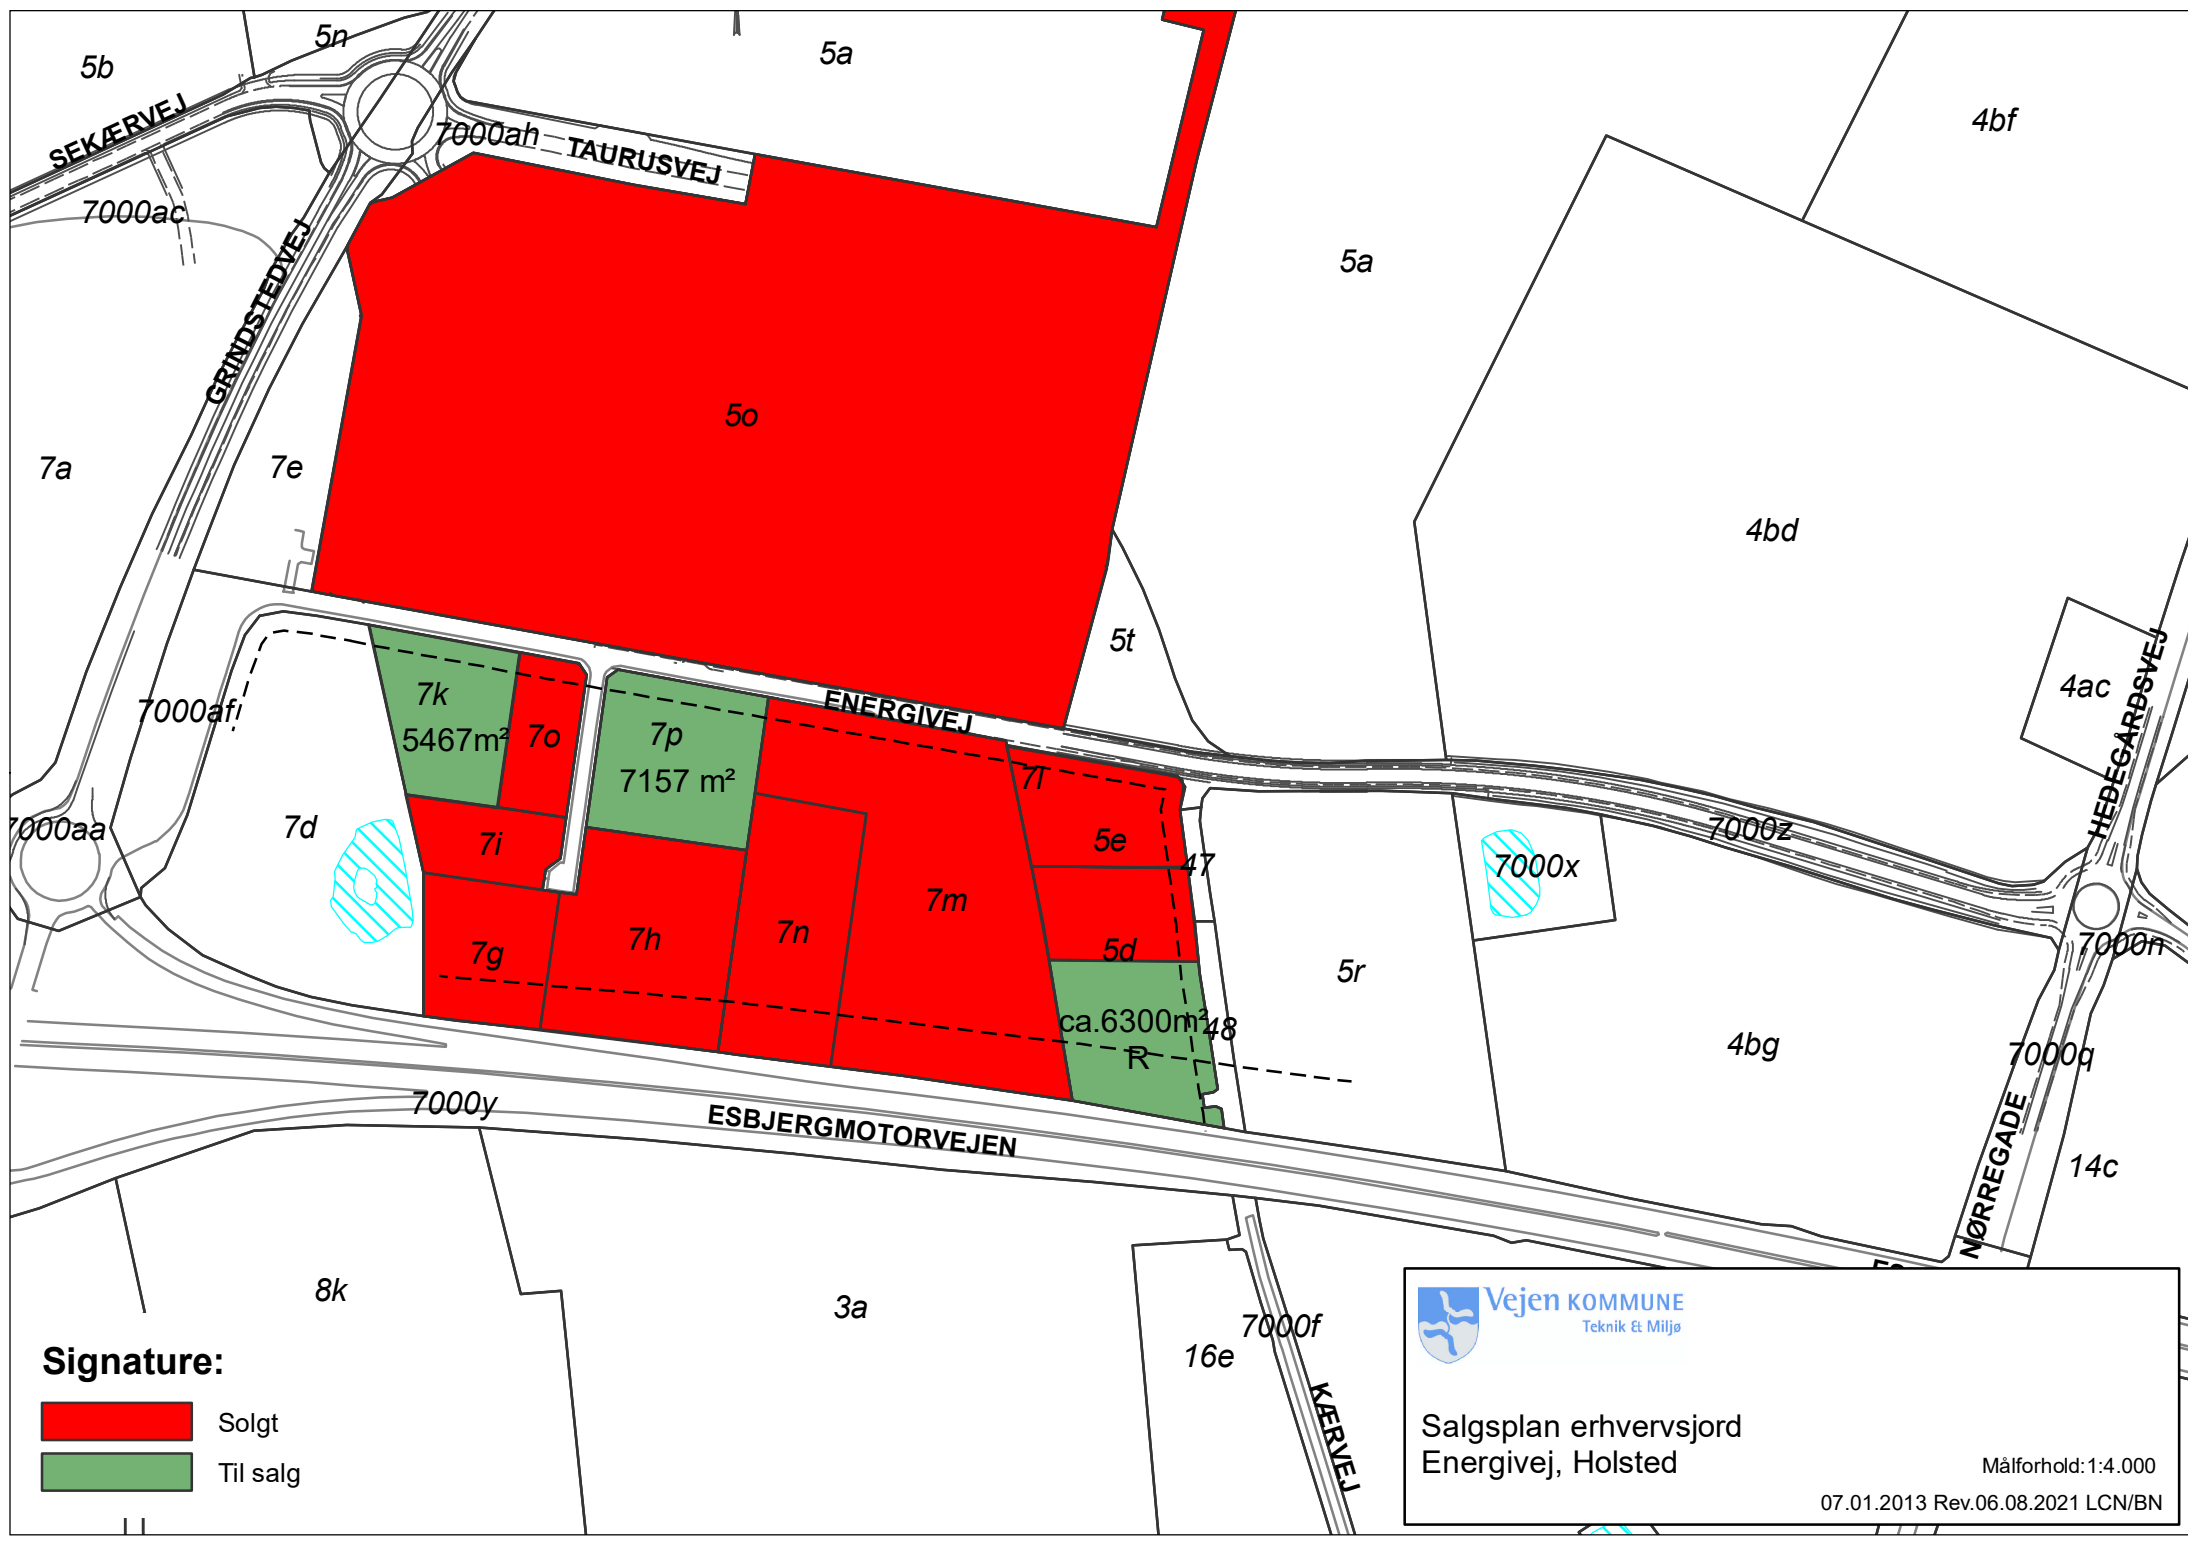 5b
5n
5a
4bf
SEKÆRVEJ
7000ah
TAURUSVEJ
7000ac
GRINDSTEDVEJ
5a
5o
7a
7e
4bd
5t
4ac
HEDEGÅRDSVEJ
7000af
7k
5467m²
7o
7p
7157 m²
ENERGIVEJ
7l
7000aa
7d
7i
5e
47
7000x
7000z
7m
7g
7h
7n
5d
5r
7000n
ca.6300m²
R
48
4bg
7000q
7000y
ESBJERGMOTORVEJEN
NØRREGADE
14c
8k
3a
16e
7000f
KÆRVEJ
Signature:
Solgt
Til salg
Vejen KOMMUNE
Teknik & Miljø
Salgsplan erhvervsjord
Energivej, Holsted
Målforhold:1:4.000
07.01.2013 Rev.06.08.2021 LCN/BN